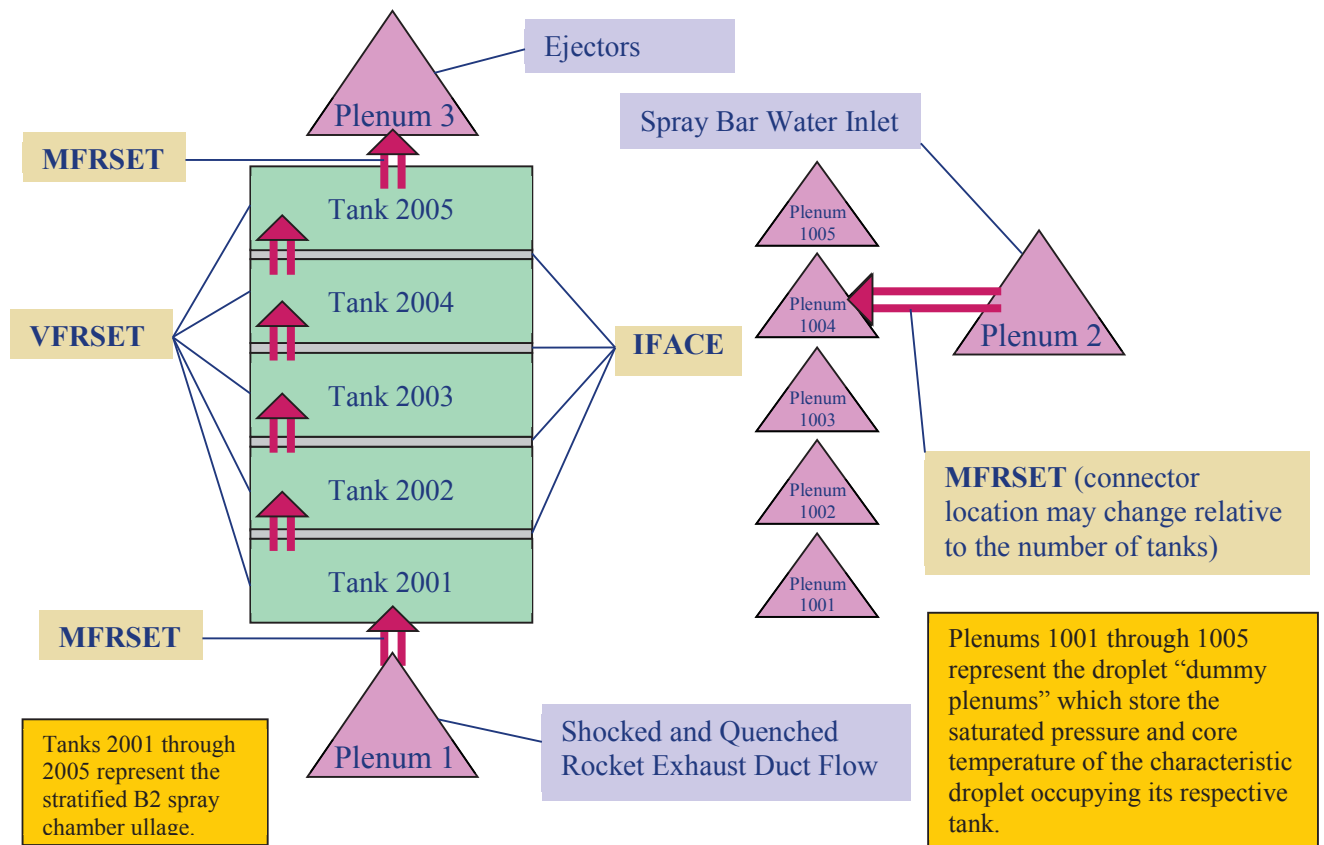 Ejectors
Plenum 3
Spray Bar Water Inlet
MFRSET
Tank 2005
Plenum
1005
Tank 2004
Plenum
1004
VFRSET
IFACE
Plenum 2
Tank 2003
Plenum
1003
Tank 2002
Plenum
1002
MFRSET (connector
location may change relative
to the number of tanks)
Tank 2001
Plenum
1001
MFRSET
Plenum 1
Shocked and Quenched
Rocket Exhaust Duct Flow
Tanks 2001 through
2005 represent the
stratified B2 spray
chamber ullage.
Plenums 1001 through 1005
represent the droplet “dummy
plenums” which store the
saturated pressure and core
temperature of the characteristic
droplet occupying its respective
tank.